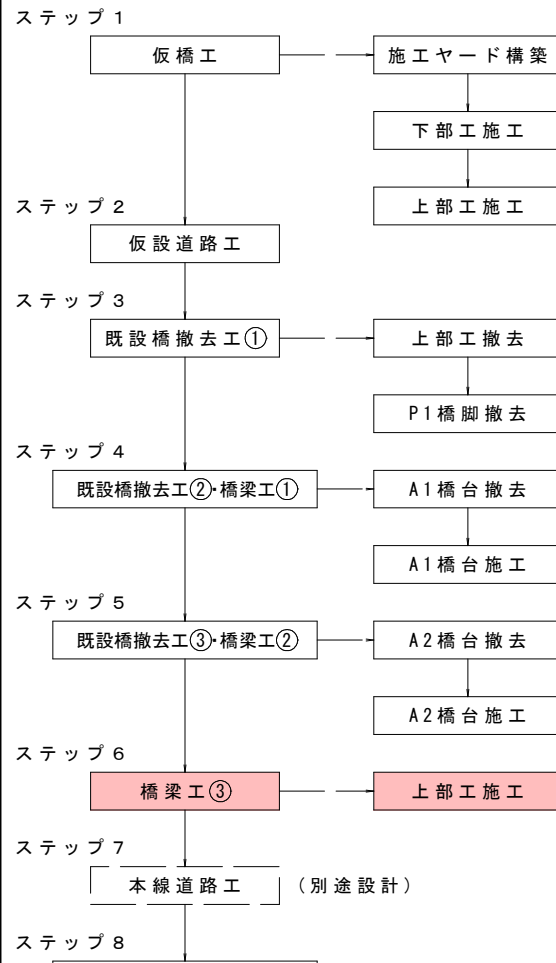 ステップ1
仮橋工
施工ヤード構築
下部工施工
上部工施工
ステップ2
仮設道路工
ステップ3
既設橋撤去工①
上部工撤去
P1橋脚撤去
ステップ4
既設橋撤去工②・橋梁工①
A1橋台撤去
A1橋台施工
ステップ5
既設橋撤去工③・橋梁工②
A2橋台撤去
A2橋台施工
ステップ6
橋梁工③
上部工施工
ステップ7
本線道路工
(別途設計)
ステップ8